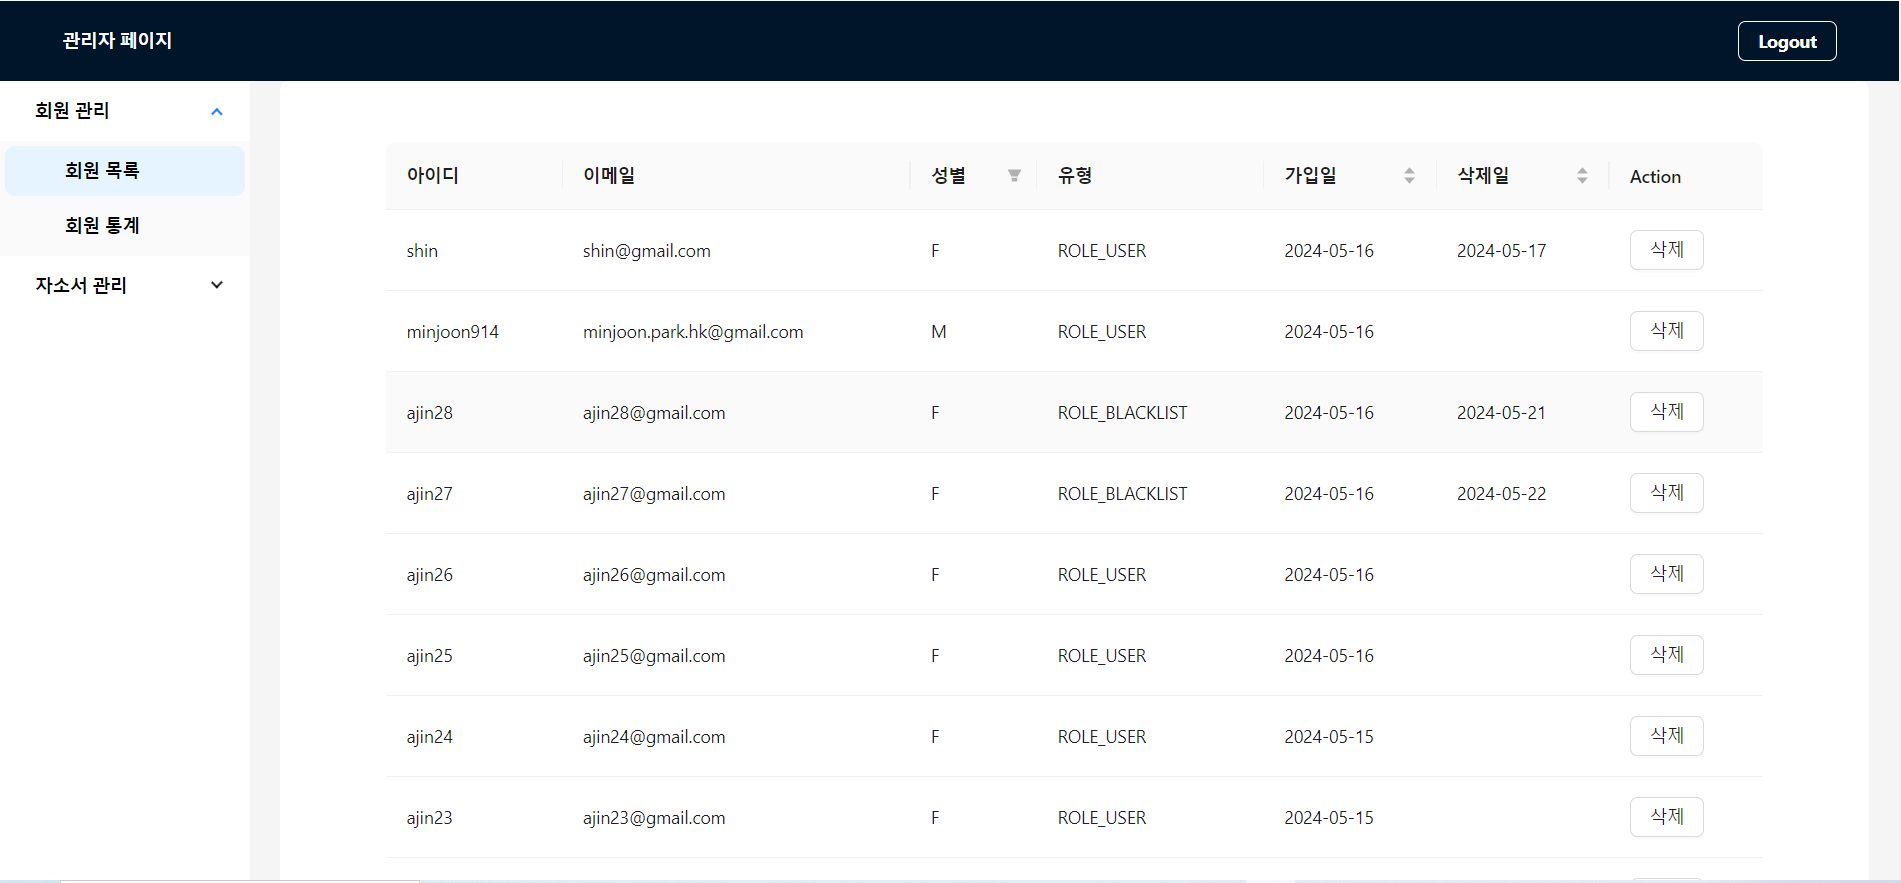 관리자 페이지 Logout
회원 관리
회원 목록
회원 통계
자소서 관리
아이디 이메일 성별 유형 가입일 삭제일 Action
shin shin@gmail.com F ROLE_USER 2024-05-16 2024-05-17 삭제
minjoon914 minjoon.park.hk@gmail.com M ROLE_USER 2024-05-16 삭제
ajin28 ajin28@gmail.com F ROLE_BLACKLIST 2024-05-16 2024-05-21 삭제
ajin27 ajin27@gmail.com F ROLE_BLACKLIST 2024-05-16 2024-05-22 삭제
ajin26 ajin26@gmail.com F ROLE_USER 2024-05-16 삭제
ajin25 ajin25@gmail.com F ROLE_USER 2024-05-16 삭제
ajin24 ajin24@gmail.com F ROLE_USER 2024-05-15 삭제
ajin23 ajin23@gmail.com F ROLE_USER 2024-05-15 삭제